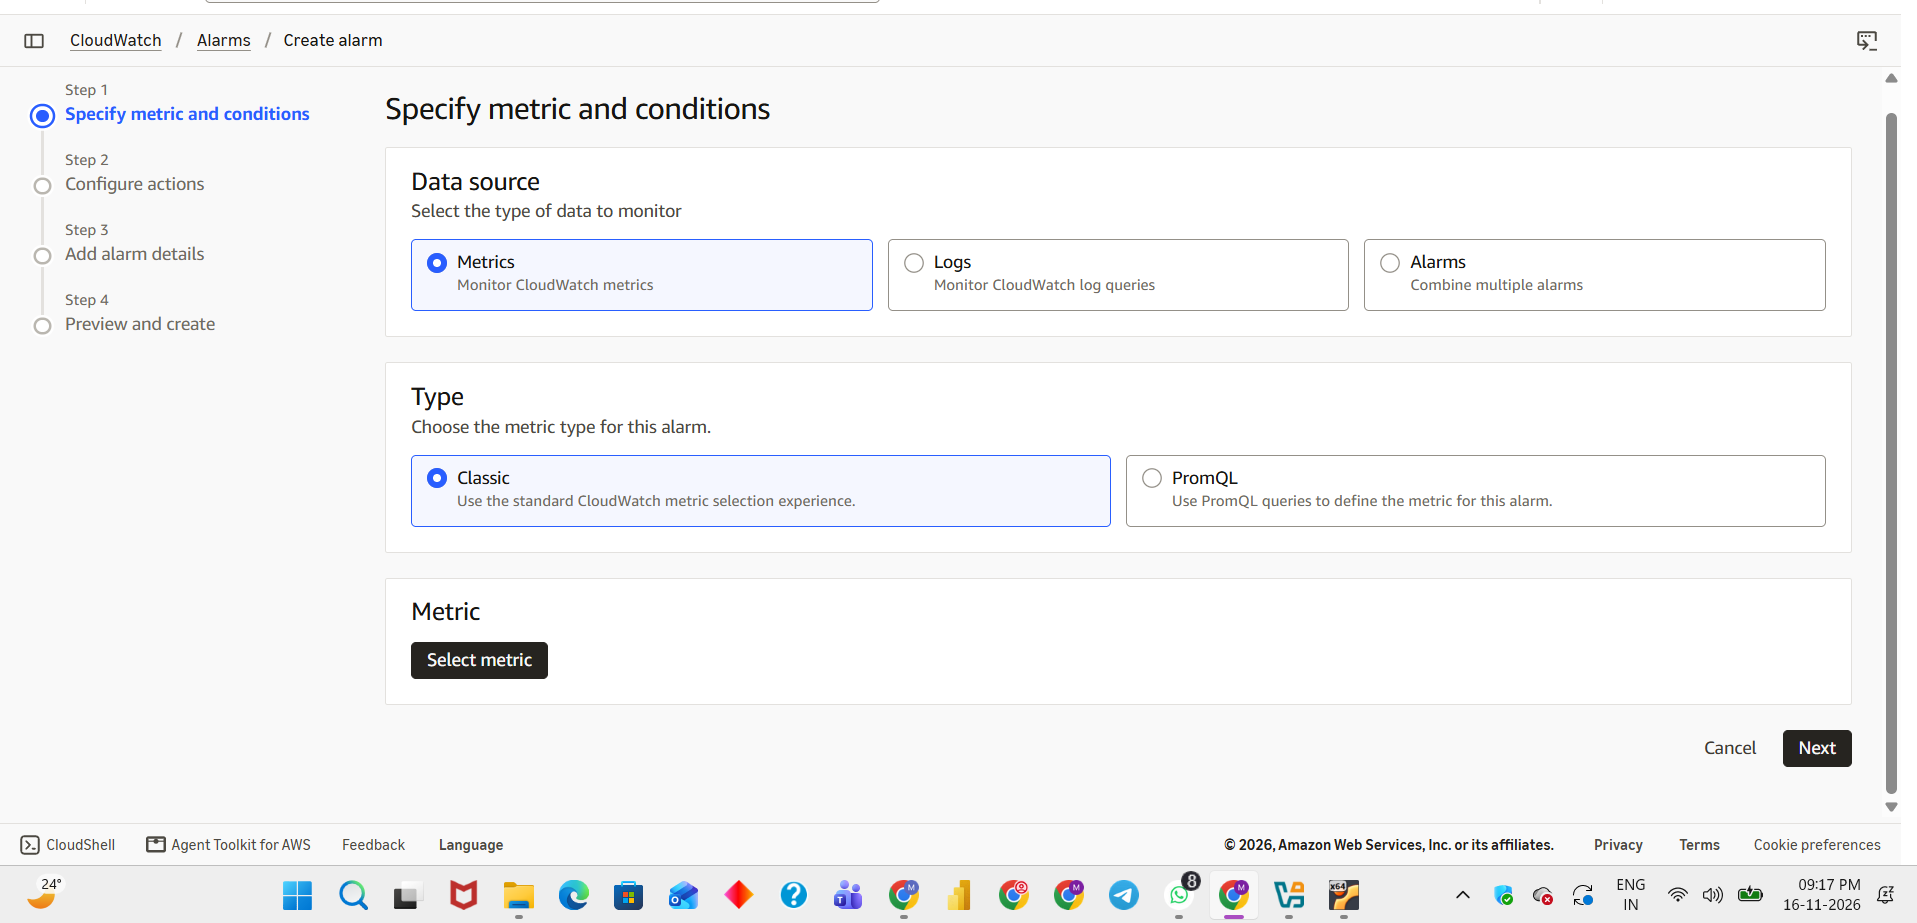 CloudWatch / Alarms / Create alarm
Step 1
Specify metric and conditions
Step 2
Configure actions
Step 3
Add alarm details
Step 4
Preview and create
Specify metric and conditions
Data source
Select the type of data to monitor
Metrics
Monitor CloudWatch metrics
Logs
Monitor CloudWatch log queries
Alarms
Combine multiple alarms
Type
Choose the metric type for this alarm.
Classic
Use the standard CloudWatch metric selection experience.
PromQL
Use PromQL queries to define the metric for this alarm.
Metric
Select metric
Cancel Next
CloudShell Agent Toolkit for AWS Feedback Language © 2026, Amazon Web Services, Inc. or its affiliates. Privacy Terms Cookie preferences
24°
M
M
8
M
x64
ENG
IN
09:17 PM
16-11-2026